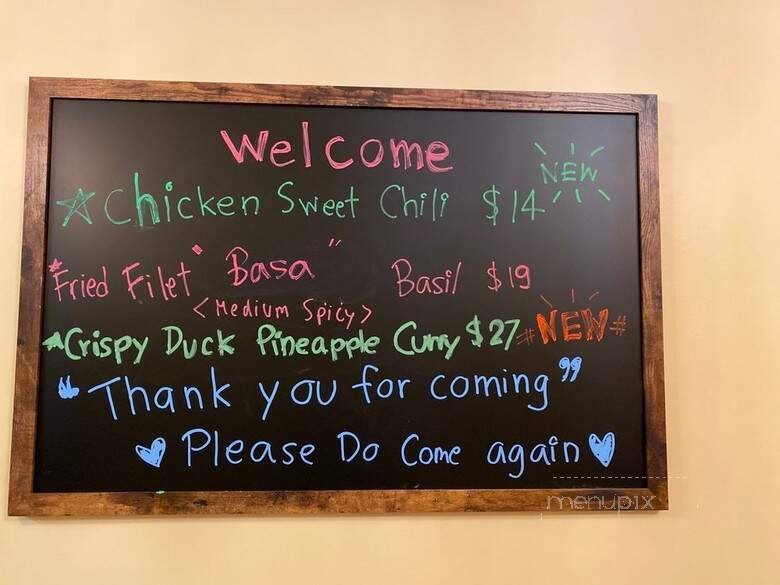 Welcome
NEW
☆ Chicken Sweet Chili $14
*Fried Filet "Basa" Basil $19
<Medium Spicy>
*Crispy Duck Pineapple Curry $27 #NEW#
"Thank you for coming"
♥ Please Do Come again ♥
menupix